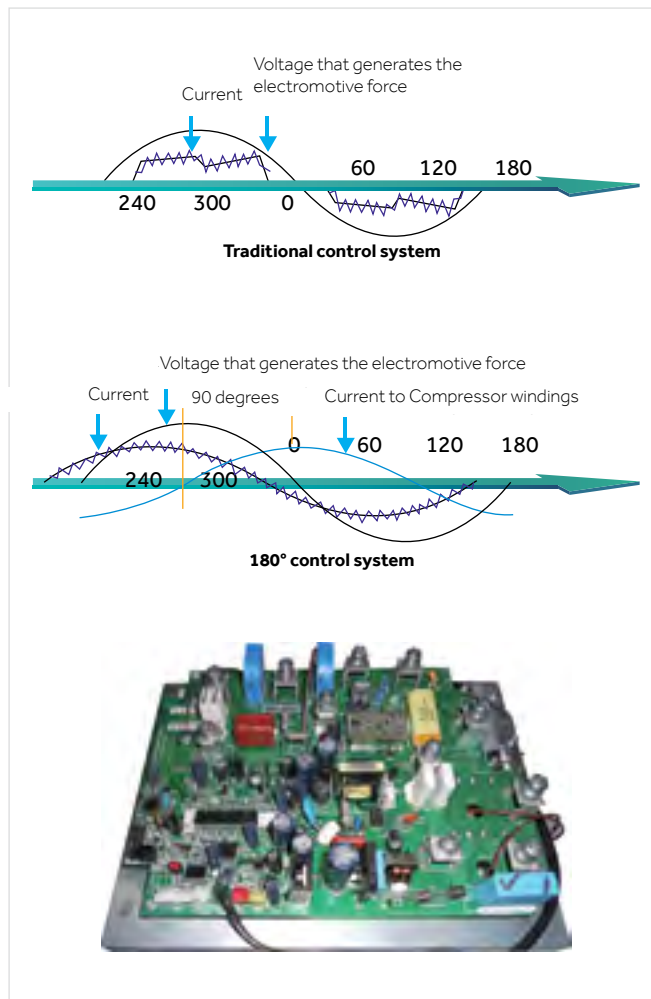 Voltage that generates the
electromotive force
Current
60 120 180
240 300 0
Traditional control system
Voltage that generates the electromotive force
Current 90 degrees Current to Compressor windings
0 60 120 180
240 300
180° control system